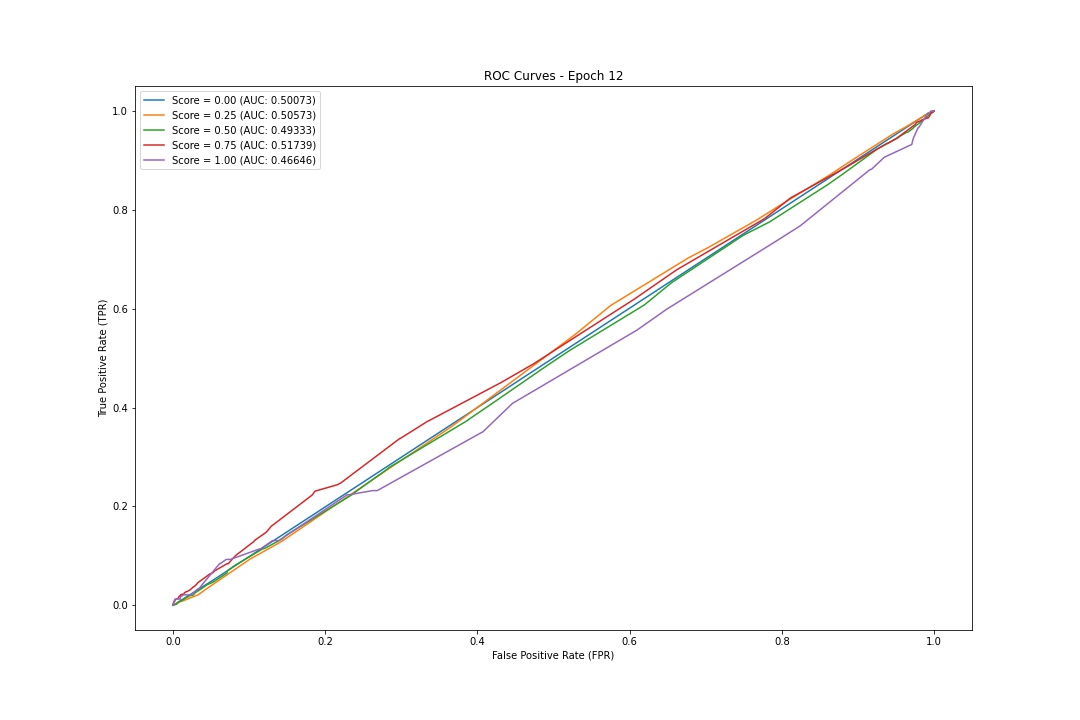 ROC Curves - Epoch 12
Score = 0.00 (AUC: 0.50073)
Score = 0.25 (AUC: 0.50573)
Score = 0.50 (AUC: 0.49333)
Score = 0.75 (AUC: 0.51739)
Score = 1.00 (AUC: 0.46646)
1.0
0.8
0.6
0.4
0.2
0.0
True Positive Rate (TPR)
0.0 0.2 0.4 0.6 0.8 1.0
False Positive Rate (FPR)